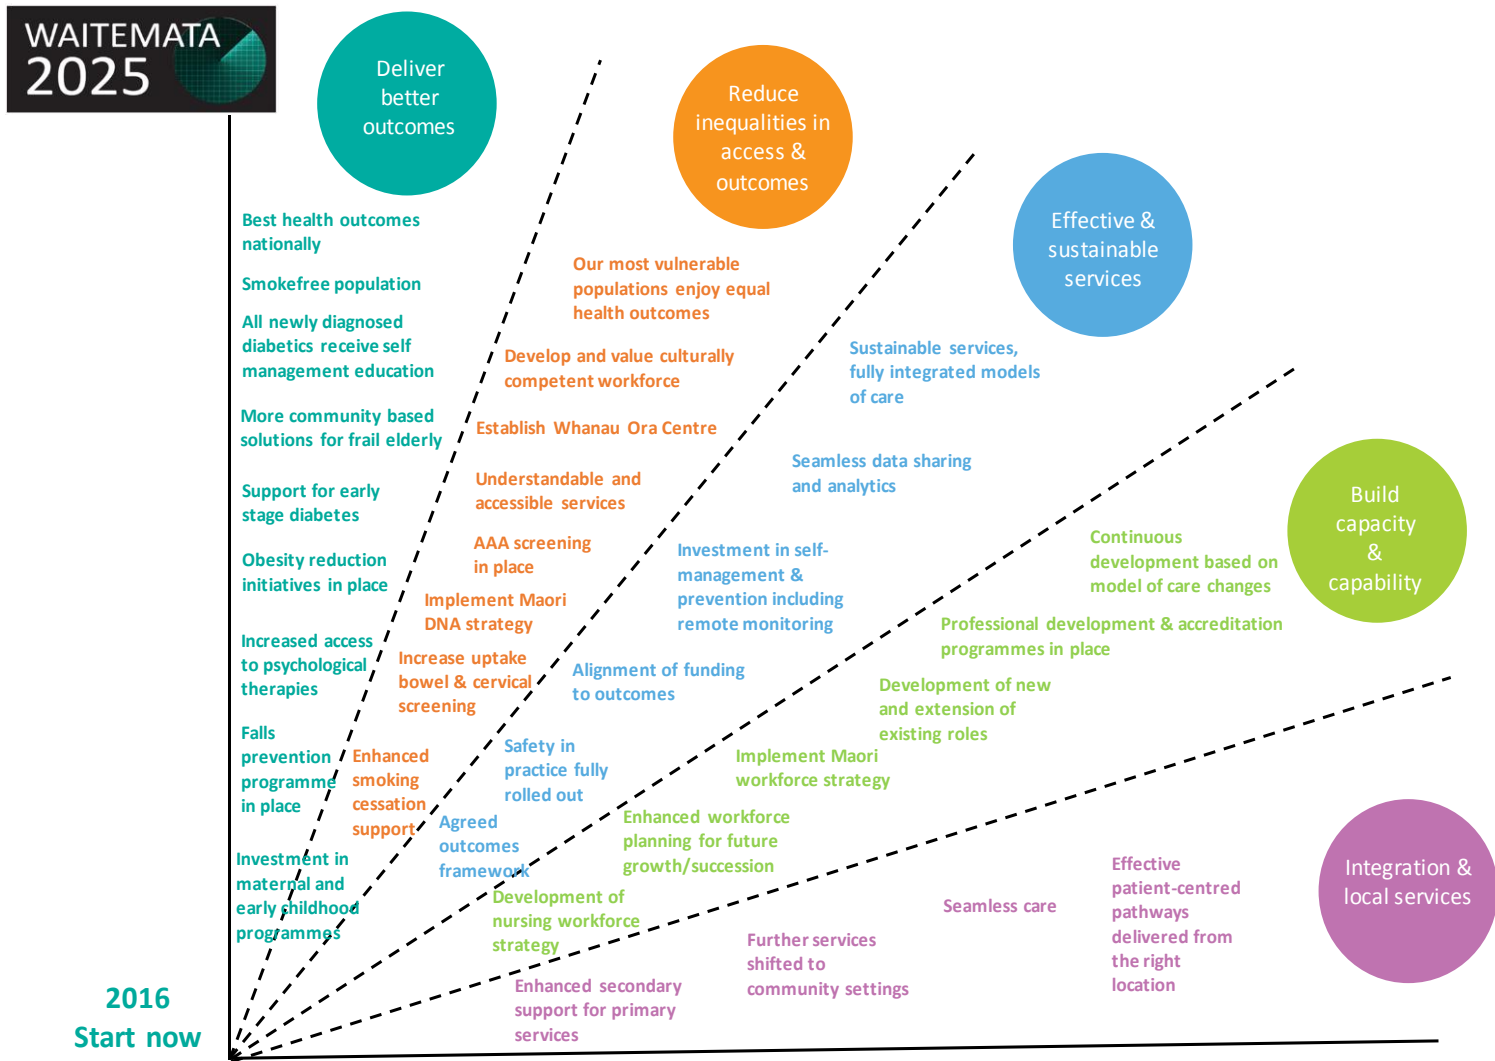 WAITEMATA
2025
Deliver
better
outcomes
Best health outcomes
nationally
Smokefree population
All newly diagnosed
diabetics receive self
management education
More community based
solutions for frail elderly
Support for early
stage diabetes
Obesity reduction
initiatives in place
Increased access
to psychological
therapies
Falls
prevention
programme
in place
Investment in
maternal and
early childhood
programmes
Reduce
inequalities in
access &
outcomes
Our most vulnerable
populations enjoy equal
health outcomes
Develop and value culturally
competent workforce
Establish Whanau Ora Centre
Understandable and
accessible services
AAA screening
in place
Implement Maori
DNA strategy
Increase uptake
bowel & cervical
screening
Enhanced
smoking
cessation
support
Effective &
sustainable
services
Sustainable services,
fully integrated models
of care
Seamless data sharing
and analytics
Investment in self-
management &
prevention including
remote monitoring
Alignment of funding
to outcomes
Safety in
practice fully
rolled out
Agreed
outcomes
framework
Build
capacity
&
capability
Continuous
development based on
model of care changes
Professional development & accreditation
programmes in place
Development of new
and extension of
existing roles
Implement Maori
workforce strategy
Enhanced workforce
planning for future
growth/succession
Development of
nursing workforce
strategy
Integration &
local services
Effective
patient-centred
pathways
delivered from
the right
location
Seamless care
Further services
shifted to
community settings
Enhanced secondary
support for primary
services
2016
Start now